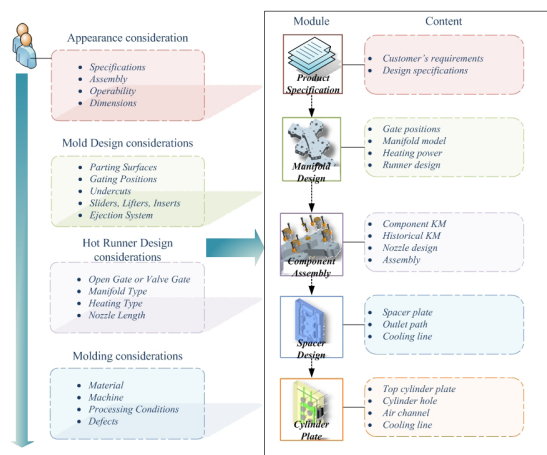 Appearance consideration
• Specifications
• Assembly
• Operability
• Dimensions
Mold Design considerations
• Parting Surfaces
• Gating Positions
• Undercuts
• Sliders, Lifters, Inserts
• Ejection System
Hot Runner Design
considerations
• Open Gate or Valve Gate
• Manifold Type
• Heating Type
• Nozzle Length
Molding considerations
• Material
• Machine
• Processing Conditions
• Defects
Module
Content
Product
Specification
• Customer's requirements
• Design specifications
Manifold
Design
• Gate positions
• Manifold model
• Heating power
• Runner design
Component
Assembly
• Component KM
• Historical KM
• Nozzle design
• Assembly
Spacer
Design
• Spacer plate
• Outlet path
• Cooling line
Cylinder
Plate
• Top cylinder plate
• Cylinder hole
• Air channel
• Cooling line